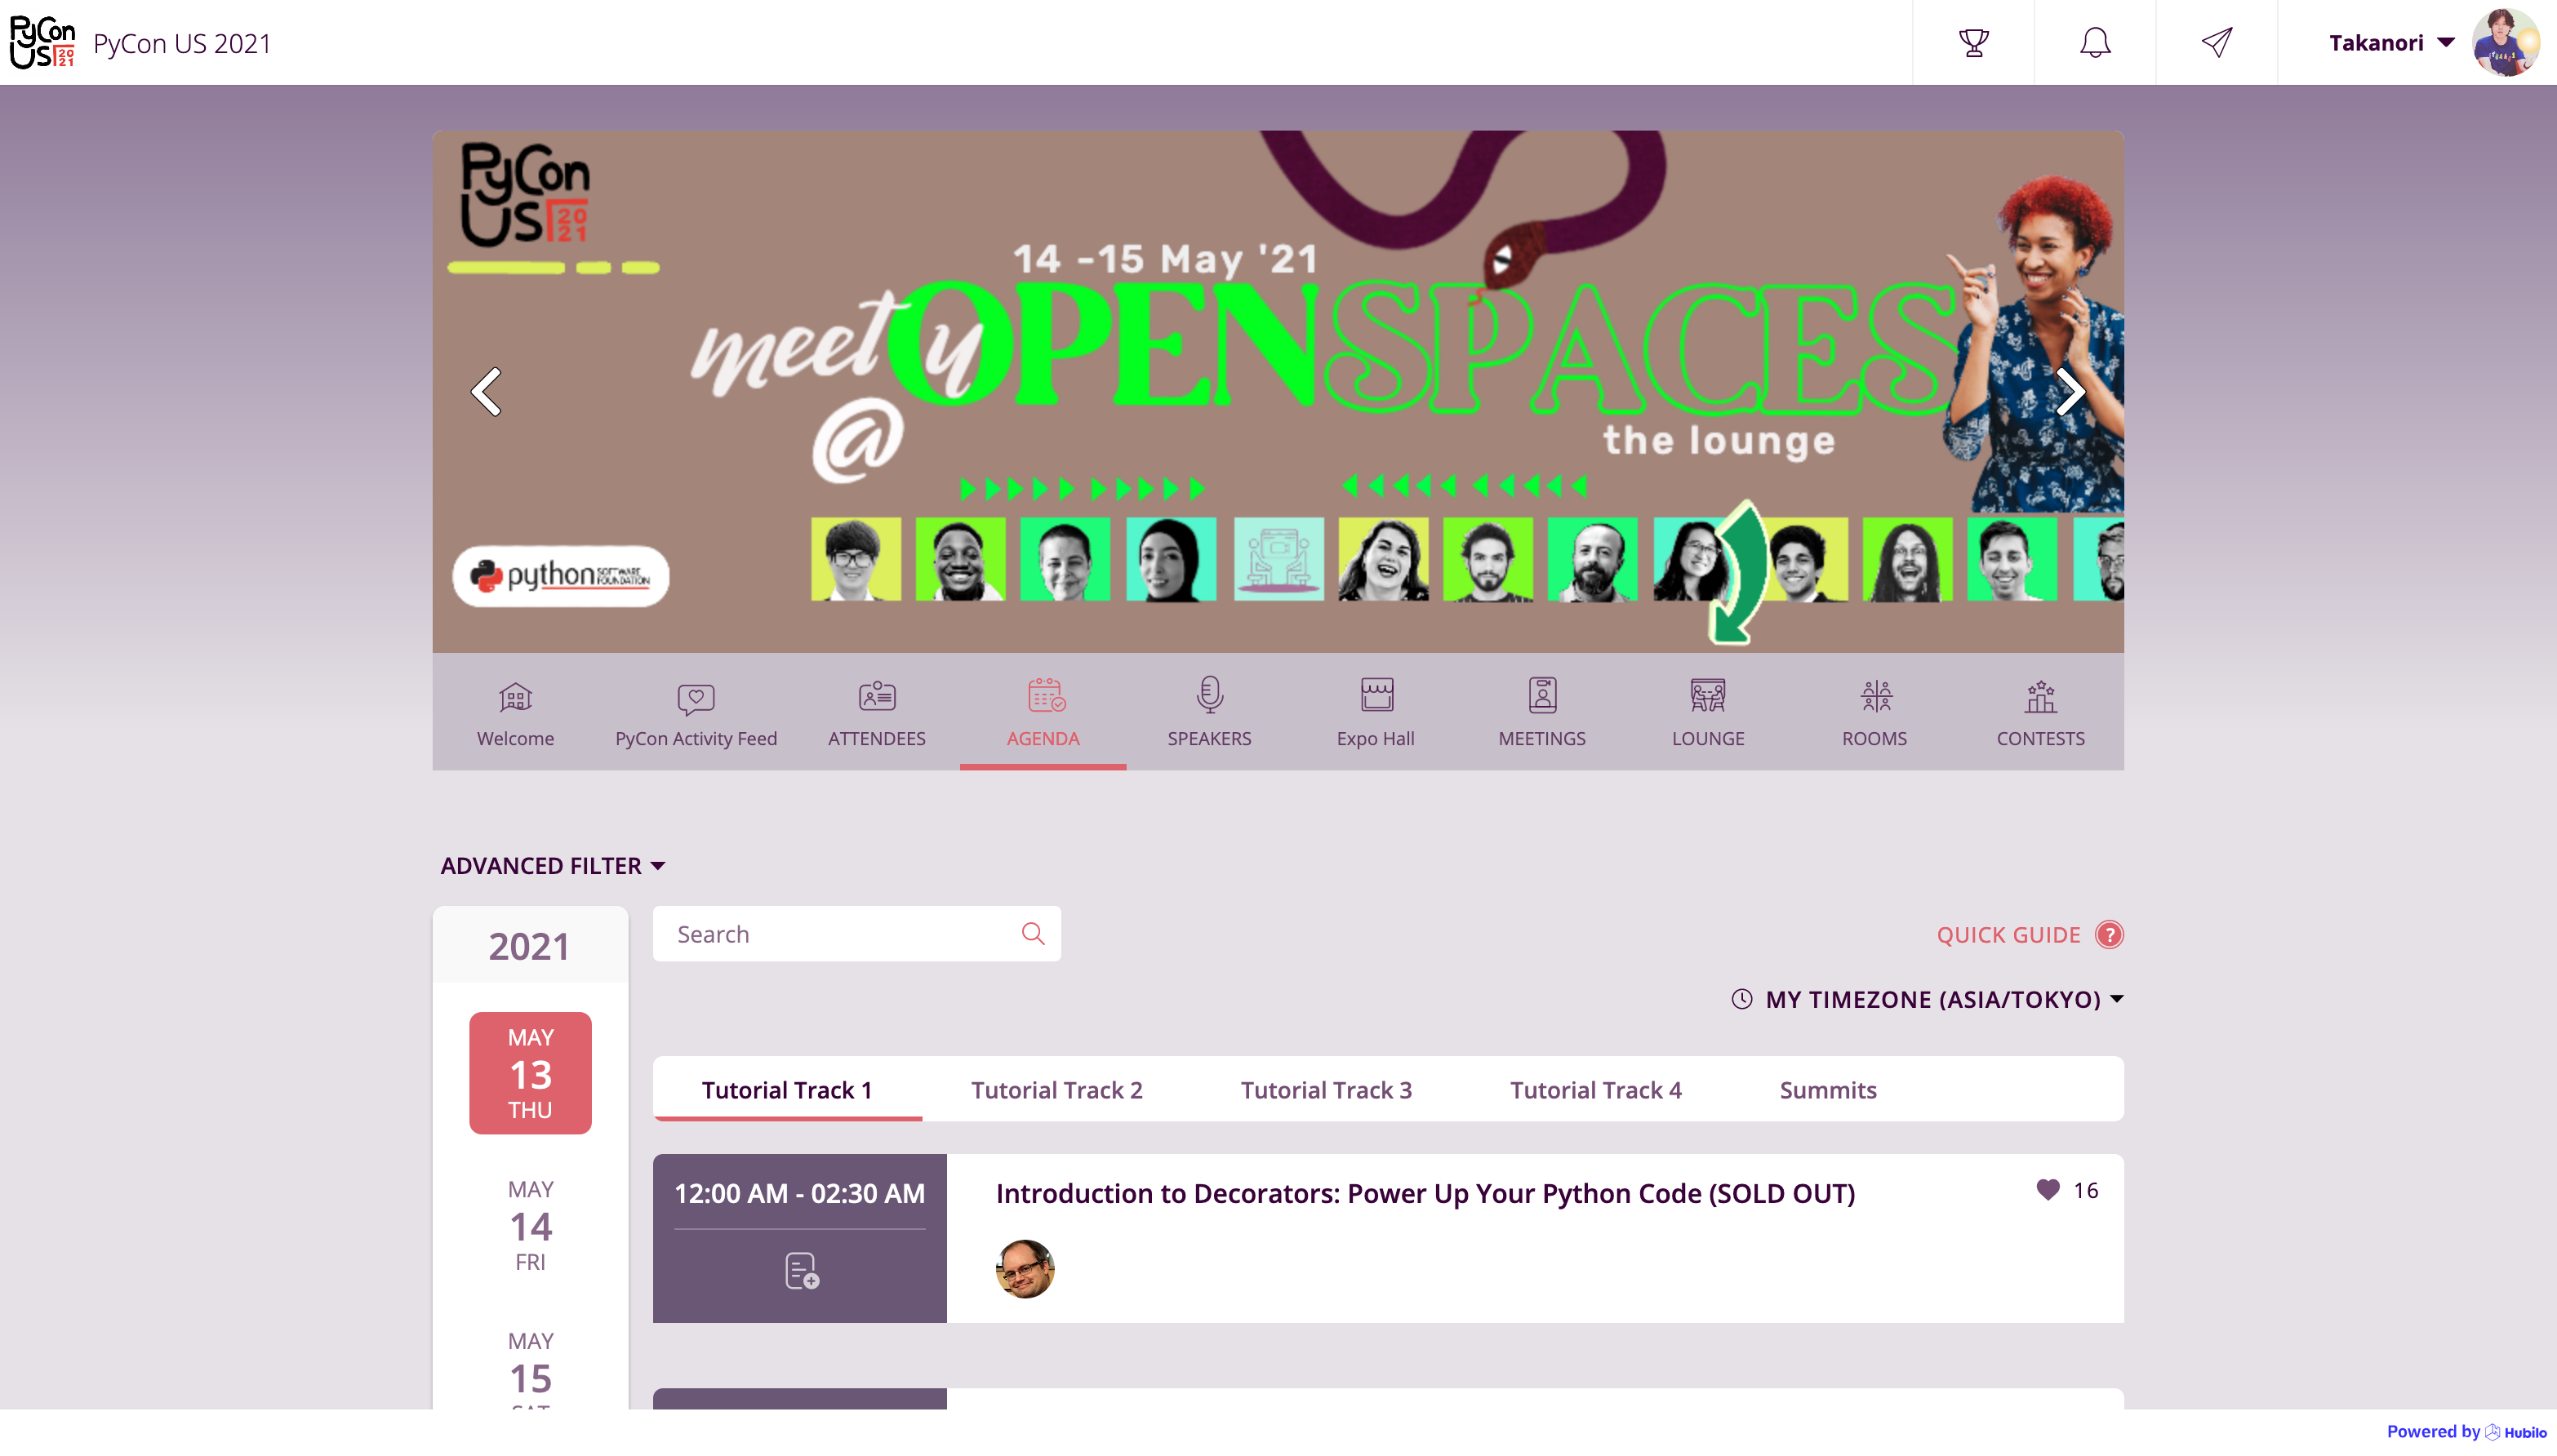 PyCon US 2021
PyCon US 2021
Takanori
PyCon
US 2021
14 -15 May '21
meet y OPENSPACES
@
the lounge
python SOFTWARE FOUNDATION
Welcome
PyCon Activity Feed
ATTENDEES
AGENDA
SPEAKERS
Expo Hall
MEETINGS
LOUNGE
ROOMS
CONTESTS
ADVANCED FILTER
2021
Search
QUICK GUIDE ?
MY TIMEZONE (ASIA/TOKYO)
MAY
13
THU
MAY
14
FRI
MAY
15
SAT
Tutorial Track 1
Tutorial Track 2
Tutorial Track 3
Tutorial Track 4
Summits
12:00 AM - 02:30 AM
Introduction to Decorators: Power Up Your Python Code (SOLD OUT)
16
Powered by Hubilo